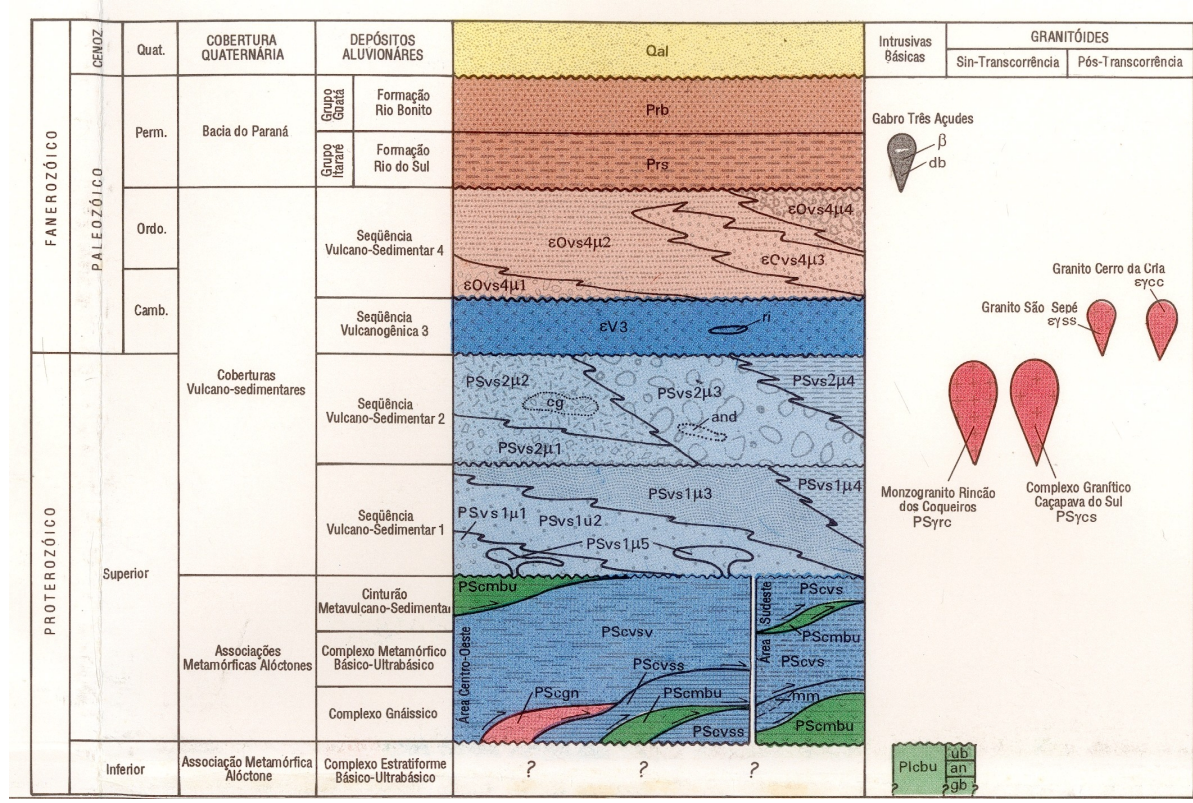 FANEROZÓICO
PROTEROZÓICO
CENOZ.
PALEOZÓICO
Quat.
Perm.
Ordo.
Camb.
Superior
Inferior
COBERTURA
QUATERNÁRIA
Bacia do Paraná
Coberturas
Vulcano-sedimentares
Associações
Metamórficas Alóctones
Associação Metamórfica
Alóctone
DEPÓSITOS
ALUVIONÁRES
Grupo
Guatá
Formação
Rio Bonito
Grupo
Itararé
Formação
Rio do Sul
Seqüência
Vulcano-Sedimentar 4
Seqüência
Vulcanogênica 3
Seqüência
Vulcano-Sedimentar 2
Seqüência
Vulcano-Sedimentar 1
Cinturão
Metavulcano-Sedimentar
Complexo Metamórfico
Básico-Ultrabásico
Complexo Gnáissico
Complexo Estratiforme
Básico-Ultrabásico
Qal
Prb
Prs
εOvs4μ4
εOvs4μ2
εOvs4μ3
εOvs4μ1
εV3
ri
PSvs2μ2
PSvs2μ3
PSvs2μ4
cg
and
PSvs2μ1
PSvs1μ4
PSvs1μ3
PSvs1μ1
PSvs1u2
PSvs1μ5
PScmbu
Área Centro-Oeste
PScvsv
PScvss
PScgn
PScmbu
PScvss
Área Sudeste
PScvs
PScmbu
PScvs
mm
PScmbu
? ? ?
Intrusivas
Básicas
GRANITÓIDES
Sin-Transcorrência
Pós-Transcorrência
Gabro Três Açudes
β
db
Granito Cerro da Cria
εγcc
Granito São Sepé
εγss
Monzogranito Rincão
dos Coqueiros
PSγrc
Complexo Granítico
Caçapava do Sul
PSγcs
PIcbu
ub
an
gb
? ? ?